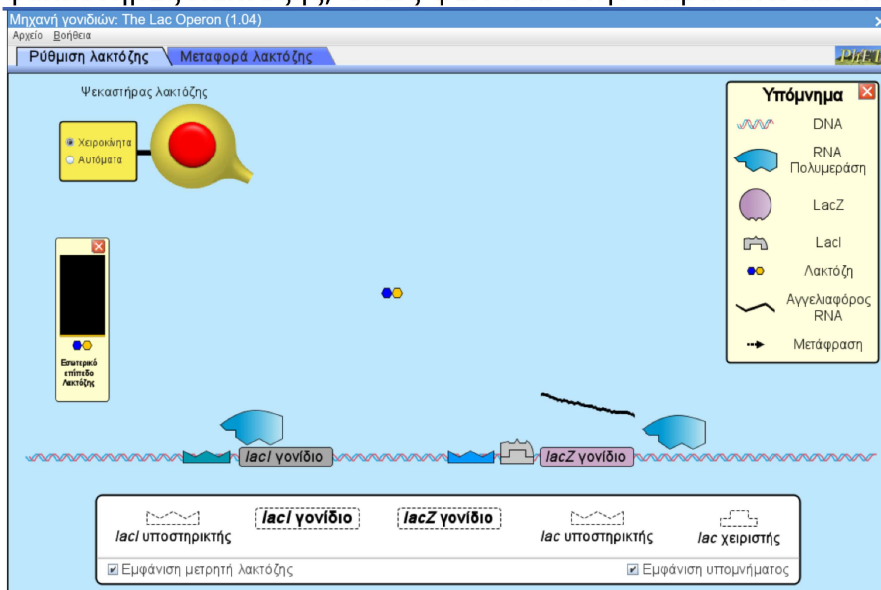 Μηχανή γονιδιών: The Lac Operon (1.04)
Αρχείο Βοήθεια
Ρύθμιση λακτόζης
Μεταφορά λακτόζης
PhET
Ψεκαστήρας λακτόζης
Χειροκίνητα
Αυτόματα
Εσωτερικό
επίπεδο
Λακτόζης
Υπόμνημα
DNA
RNA
Πολυμεράση
LacZ
LacI
Λακτόζη
Αγγελιαφόρος
RNA
Μετάφραση
lacI γονίδιο
lacZ γονίδιο
lacI υποστηρικτής
lacI γονίδιο
lacZ γονίδιο
lac υποστηρικτής
lac χειριστής
Εμφάνιση μετρητή λακτόζης
Εμφάνιση υπομνήματος